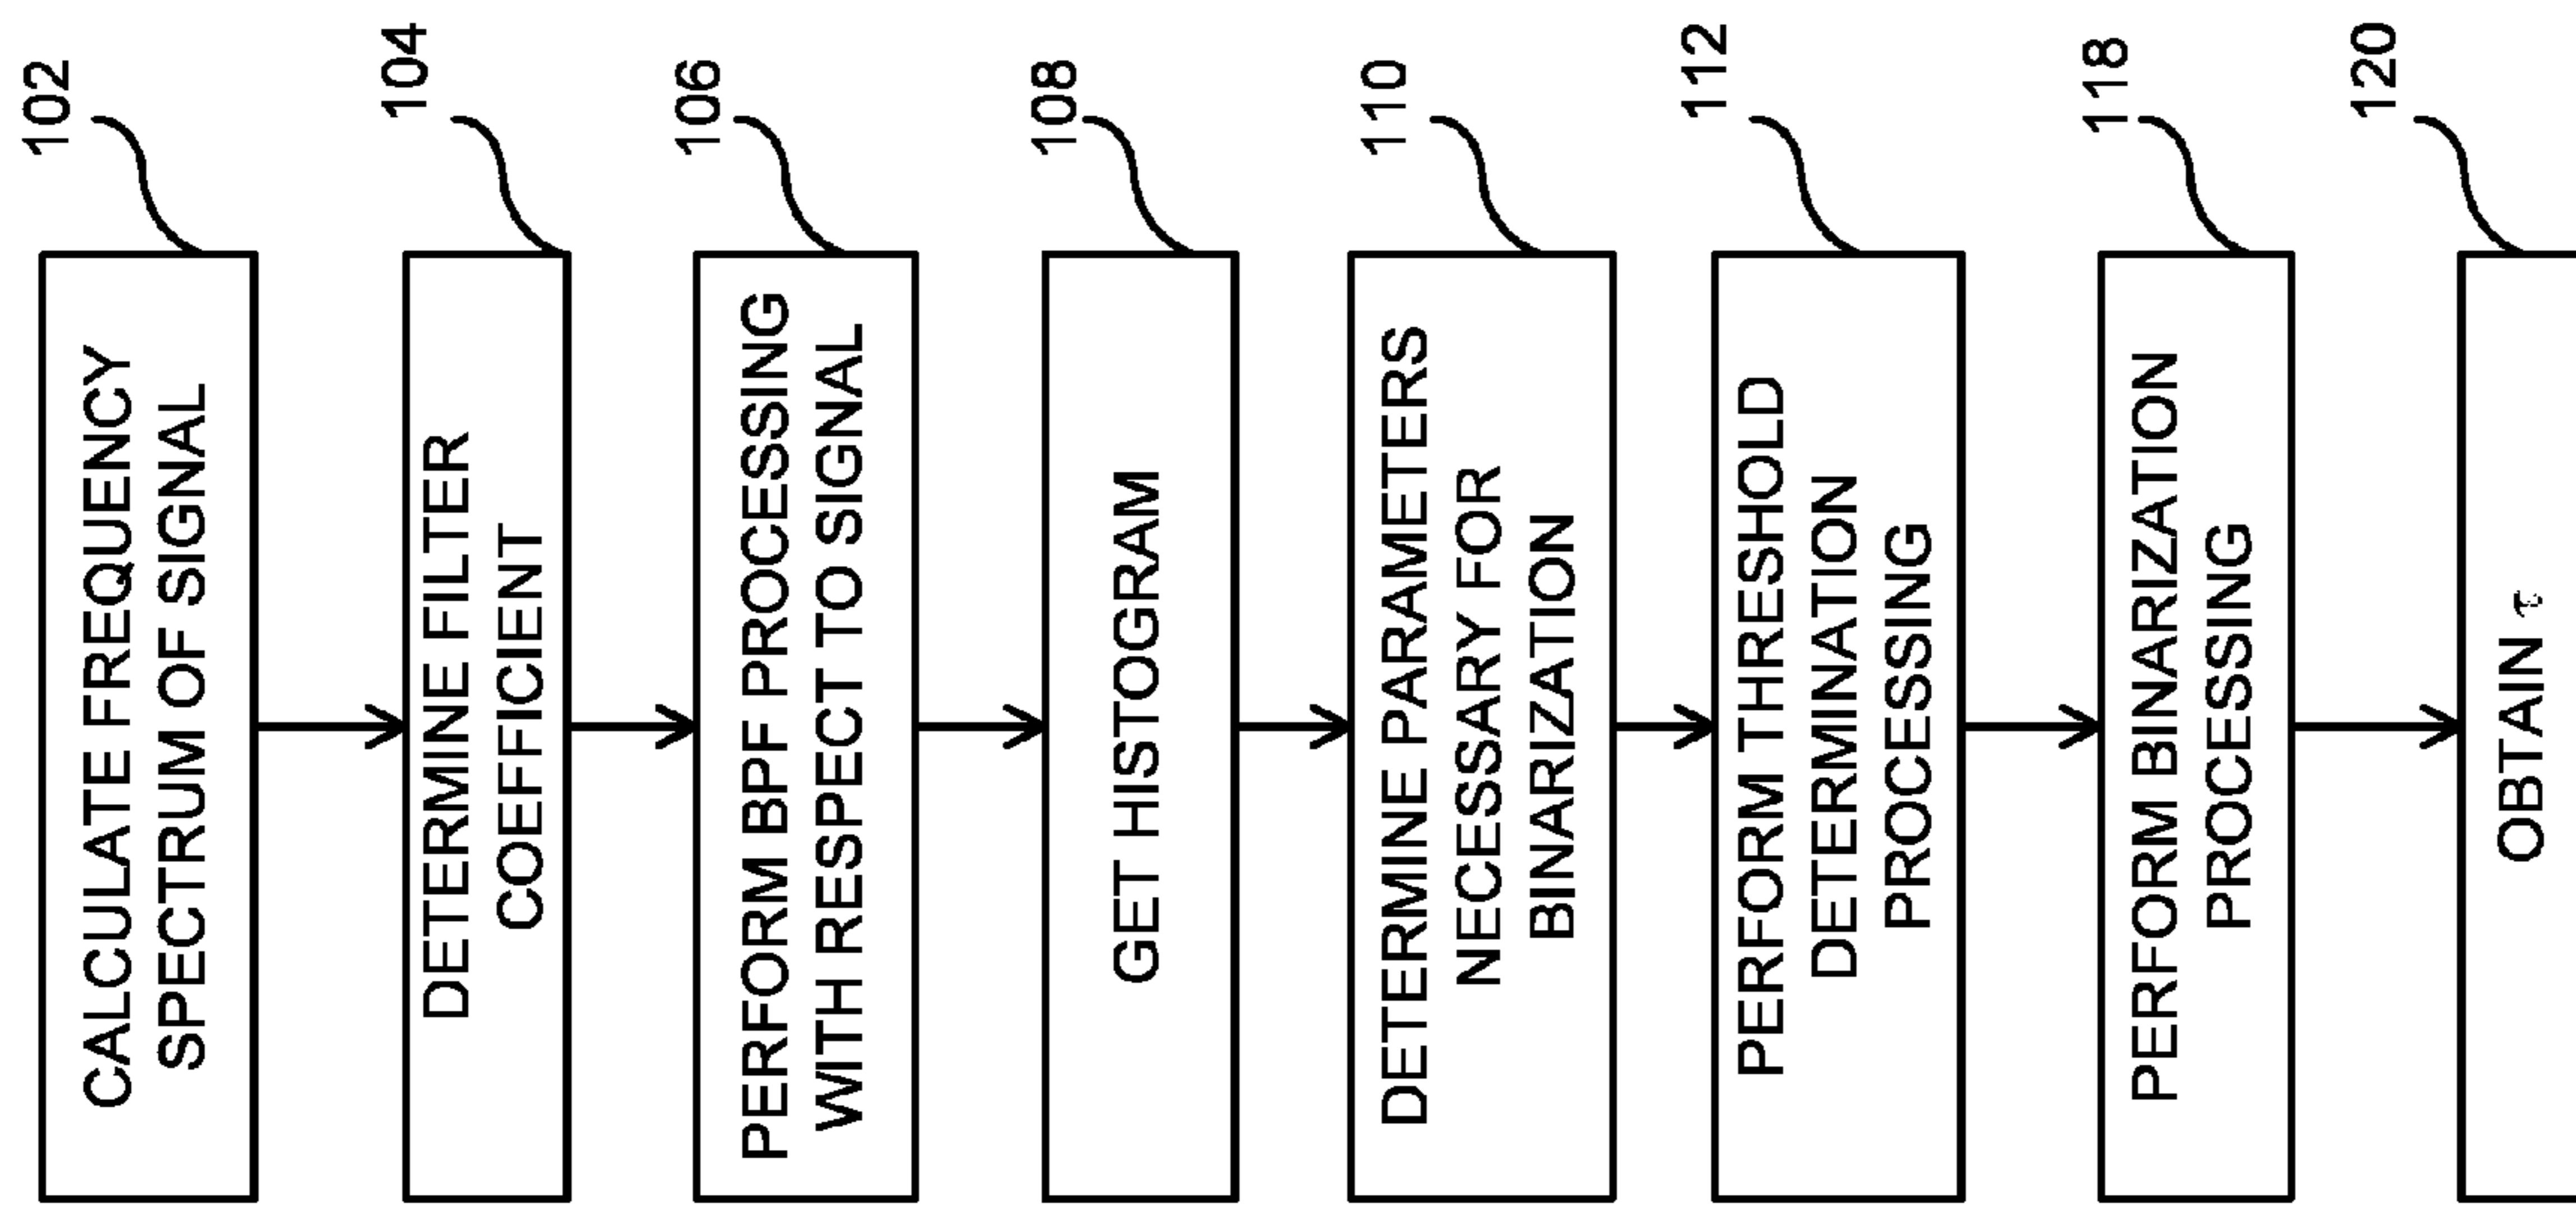 102
CALCULATE FREQUENCY
SPECTRUM OF SIGNAL
104
DETERMINE FILTER
COEFFICIENT
106
PERFORM BPF PROCESSING
WITH RESPECT TO SIGNAL
108
GET HISTOGRAM
110
DETERMINE PARAMETERS
NECESSARY FOR
BINARIZATION
112
PERFORM THRESHOLD
DETERMINATION
PROCESSING
118
PERFORM BINARIZATION
PROCESSING
120
OBTAIN τ